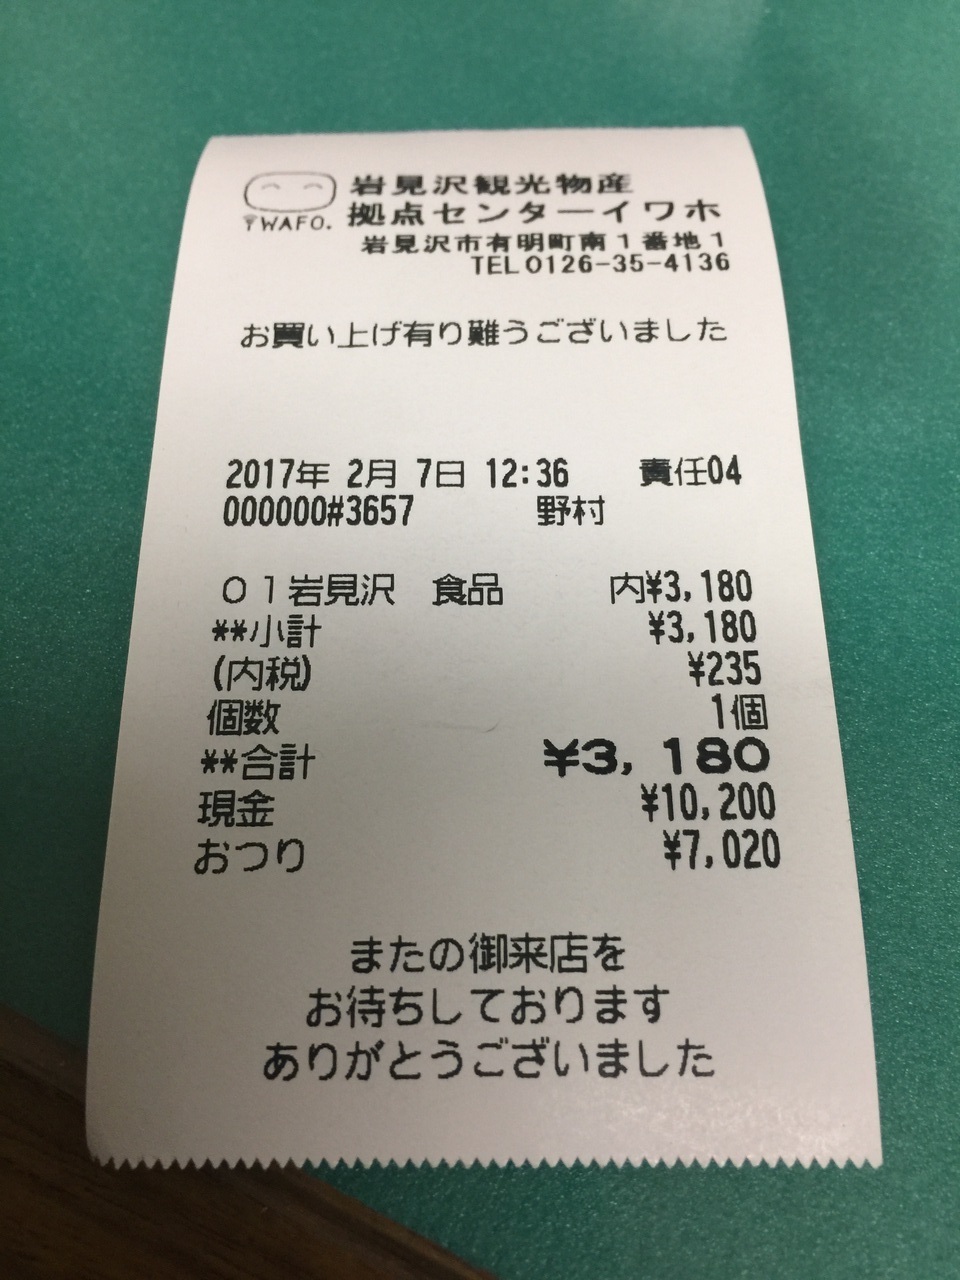 岩見沢観光物産
IWAFO. 拠点センターイワホ
岩見沢市有明町南1番地1
TEL0126-35-4136
お買い上げ有り難うございました
2017年 2月 7日 12:36 責任04
000000#3657 野村
01岩見沢 食品 内¥3,180
**小計 ¥3,180
(内税) ¥235
個数 1個
**合計 ¥3,180
現金 ¥10,200
おつり ¥7,020
またの御来店を
お待ちしております
ありがとうございました